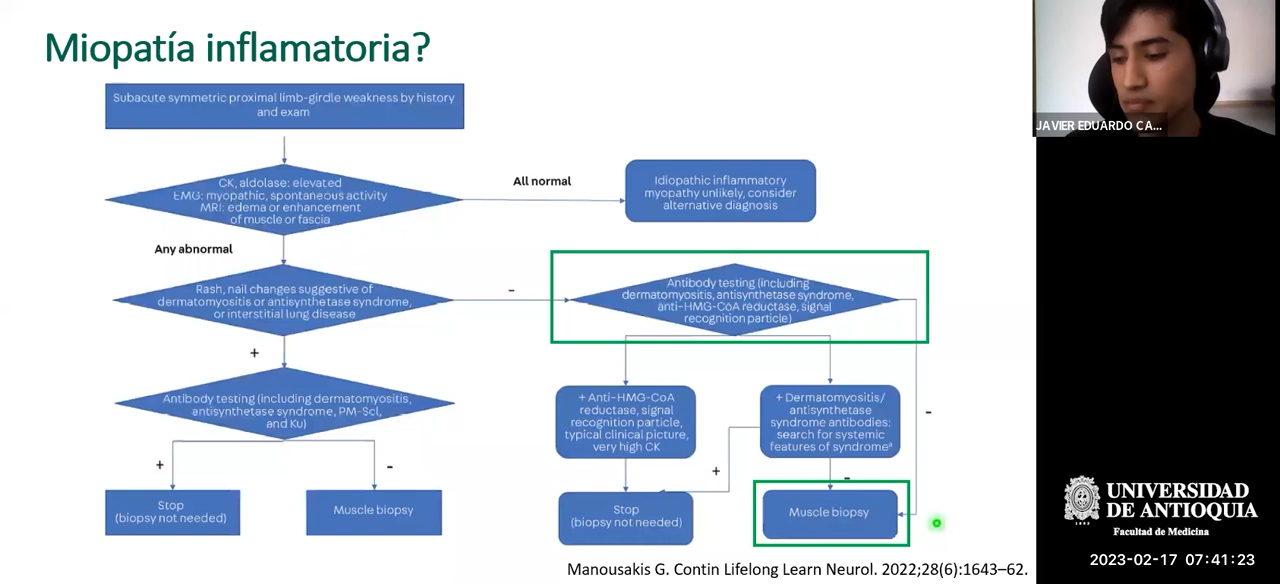 Miopatía inflamatoria?
Subacute symmetric proximal limb-girdle weakness by history
and exam
CK, aldolase: elevated
EMG: myopathic, spontaneous activity
MRI: edema or enhancement
of muscle or fascia
All normal
Idiopathic inflammatory
myopathy unlikely, consider
alternative diagnosis
Any abnormal
Rash, nail changes suggestive of
dermatomyositis or antisynthetase syndrome,
or interstitial lung disease
-
Antibody testing (including
dermatomyositis, antisynthetase syndrome,
anti-HMG-CoA reductase, signal
recognition particle)
+
Antibody testing (including dermatomyositis,
antisynthetase syndrome, PM-Scl,
and Ku)
+
-
Stop
(biopsy not needed)
Muscle biopsy
+ Anti-HMG-CoA
reductase, signal
recognition particle,
typical clinical picture,
very high CK
+ Dermatomyositis/
antisynthetase
syndrome antibodies:
search for systemic
features of syndromeª
-
+
-
Stop
(biopsy not needed)
Muscle biopsy
Manousakis G. Contin Lifelong Learn Neurol. 2022;28(6):1643–62.
JAVIER EDUARDO CA...
UNIVERSIDAD
DE ANTIOQUIA
1803
Facultad de Medicina
2023-02-17 07:41:23